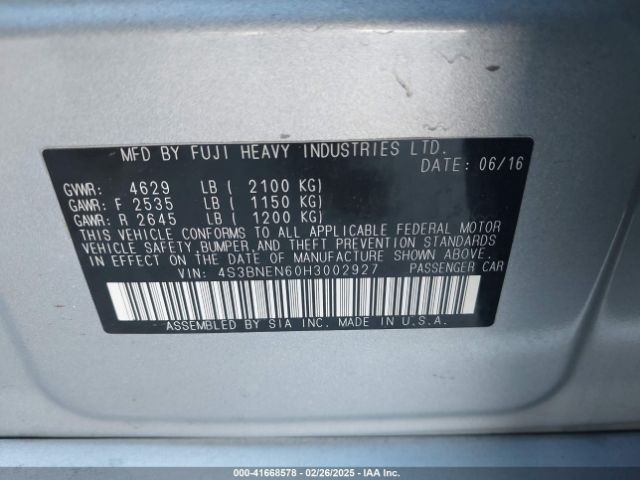 MFD BY FUJI HEAVY INDUSTRIES LTD.
DATE: 06/16
GVWR: 4629 LB ( 2100 KG)
GAWR: F 2535 LB ( 1150 KG)
GAWR: R 2645 LB ( 1200 KG)
THIS VEHICLE CONFORMS TO ALL APPLICABLE FEDERAL MOTOR
VEHICLE SAFETY, BUMPER, AND THEFT PREVENTION STANDARDS
IN EFFECT ON THE DATE OF MANUFACTURE SHOWN ABOVE.
VIN: 4S3BNEN60H3002927 PASSENGER CAR
ASSEMBLED BY SIA INC. MADE IN U.S.A.
000-41668578 • 02/26/2025 • IAA Inc.